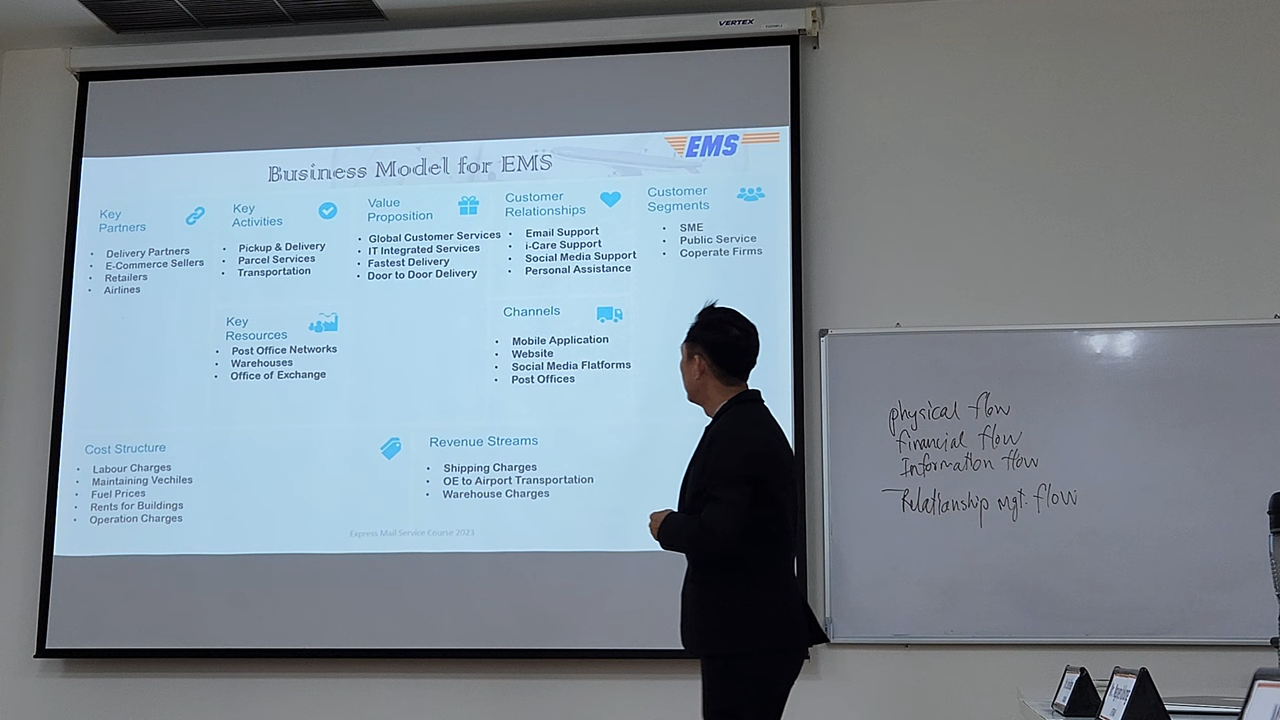 VERTEX
EMS
Business Model for EMS
Key
Partners
Delivery Partners
E-Commerce Sellers
Retailers
Airlines
Key
Activities
Pickup & Delivery
Parcel Services
Transportation
Value
Proposition
Global Customer Services
IT Integrated Services
Fastest Delivery
Door to Door Delivery
Customer
Relationships
Email Support
i-Care Support
Social Media Support
Personal Assistance
Customer
Segments
SME
Public Service
Coperate Firms
Key
Resources
Post Office Networks
Warehouses
Office of Exchange
Channels
Mobile Application
Website
Social Media Flatforms
Post Offices
Cost Structure
Labour Charges
Maintaining Vechiles
Fuel Prices
Rents for Buildings
Operation Charges
Revenue Streams
Shipping Charges
OE to Airport Transportation
Warehouse Charges
Express Mail Service Course 2023
physical flow
financial flow
Information flow
Relationship mgt. flow